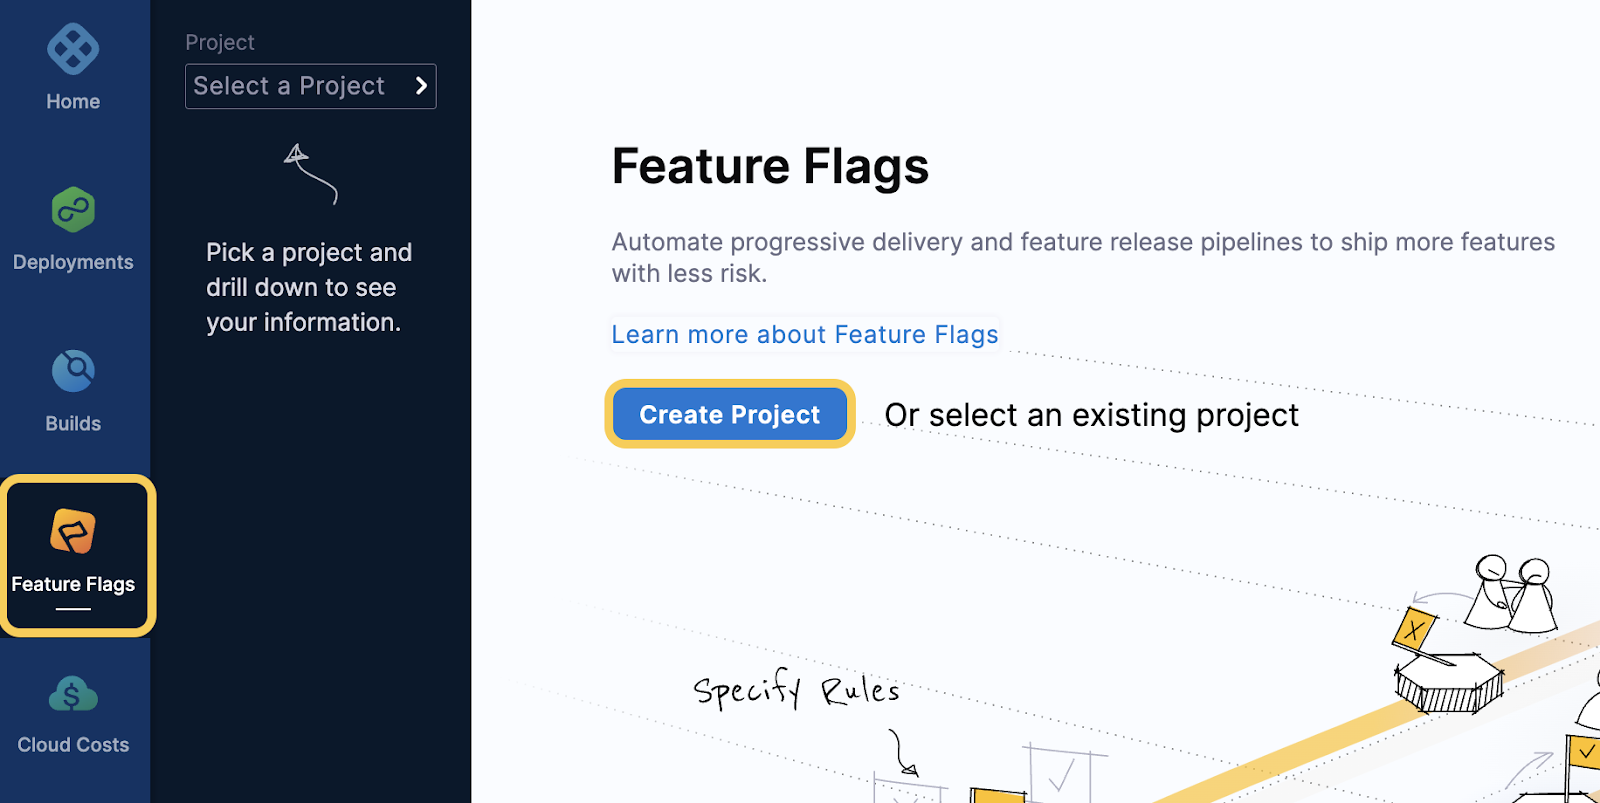 Home
Deployments
Builds
Feature Flags
Cloud Costs
Project
Select a Project
Pick a project and
drill down to see
your information.
Feature Flags
Automate progressive delivery and feature release pipelines to ship more features
with less risk.
Learn more about Feature Flags
Create Project
Or select an existing project
Specify Rules